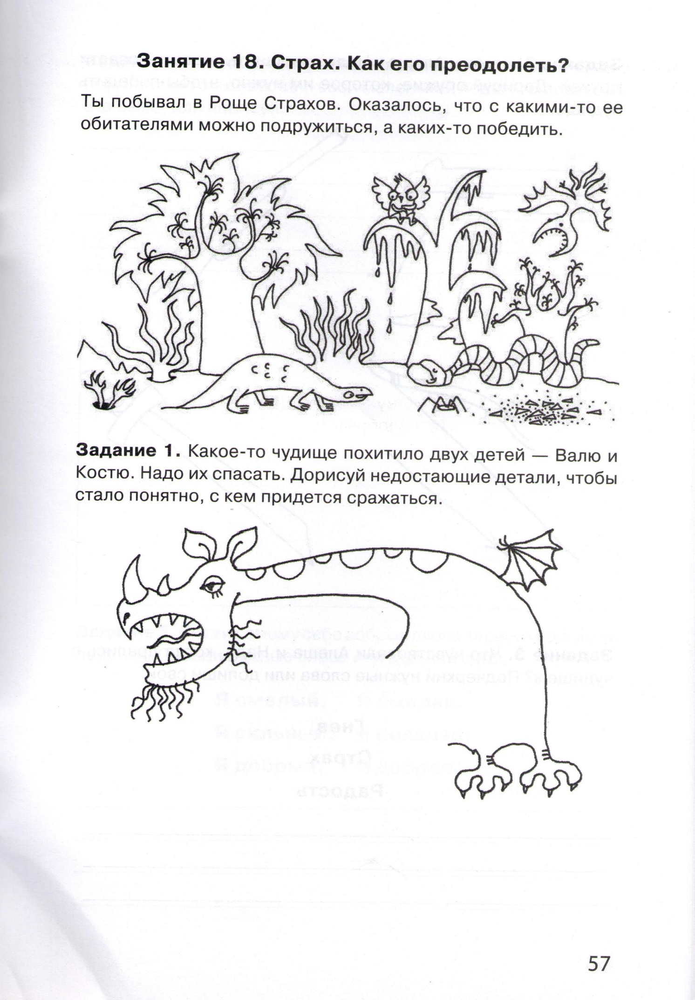 Занятие 18. Страх. Как его преодолеть?
Ты побывал в Роще Страхов. Оказалось, что с какими-то ее
обитателями можно подружиться, а каких-то победить.
Задание 1. Какое-то чудище похитило двух детей — Валю и
Костю. Надо их спасать. Дорисуй недостающие детали, чтобы
стало понятно, с кем придется сражаться.
57